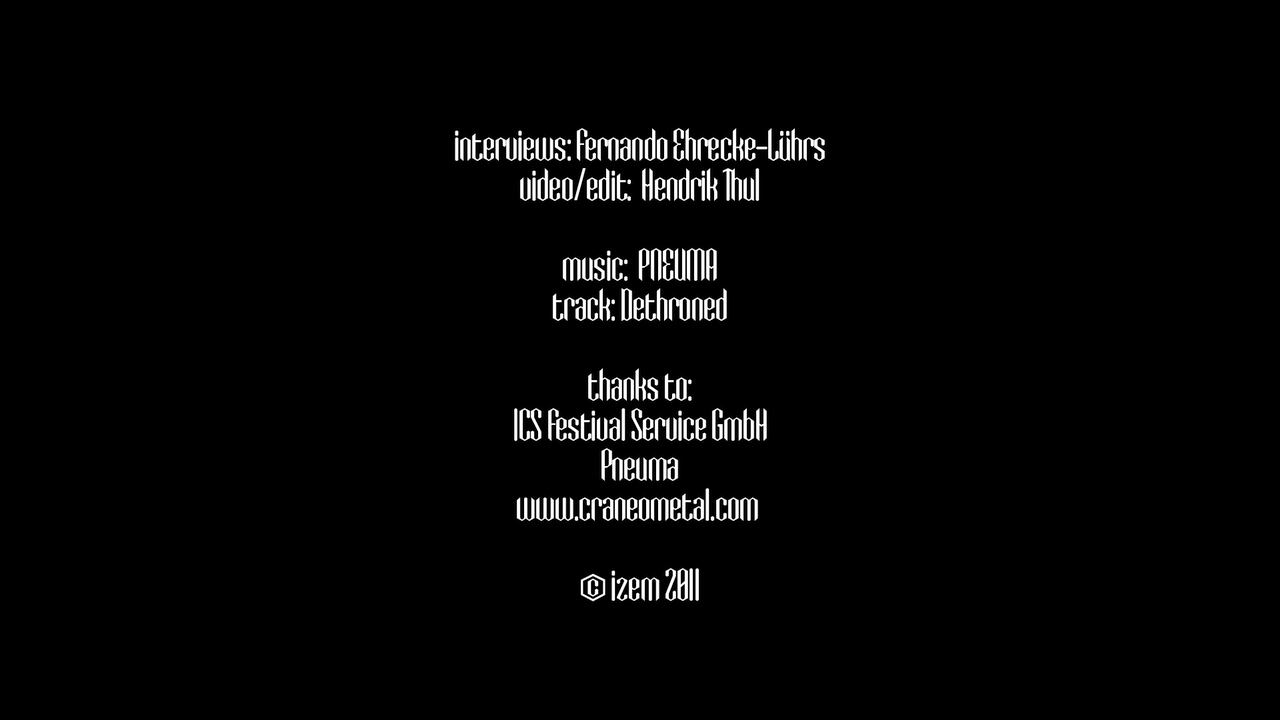 interviews: Fernando Ehrecke-Lührs
video/edit: Hendrik Thul
music: PNEUMA
track: Dethroned
thanks to:
ICS Festival Service GmbH
Pneuma
www.craneometal.com
© izem 2011